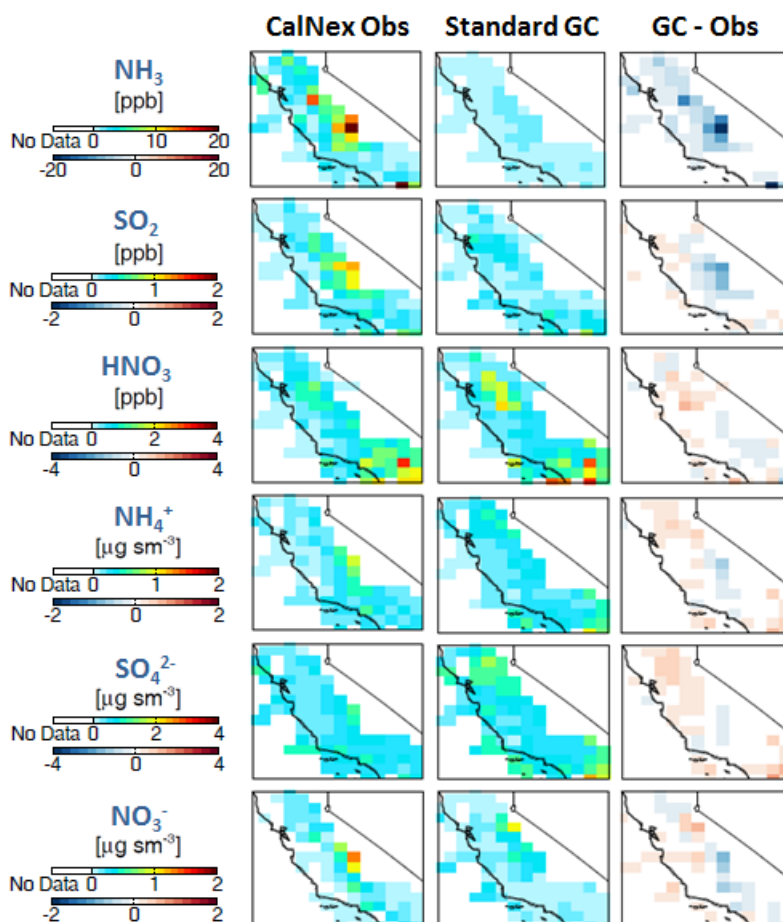 CalNex Obs Standard GC GC - Obs
NH₃
[ppb]
No Data 0 10 20
-20 0 20
SO₂
[ppb]
No Data 0 1 2
-2 0 2
HNO₃
[ppb]
No Data 0 2 4
-4 0 4
NH₄⁺
[μg sm⁻³]
No Data 0 1 2
-2 0 2
SO₄²⁻
[μg sm⁻³]
No Data 0 2 4
-4 0 4
NO₃⁻
[μg sm⁻³]
No Data 0 1 2
-2 0 2